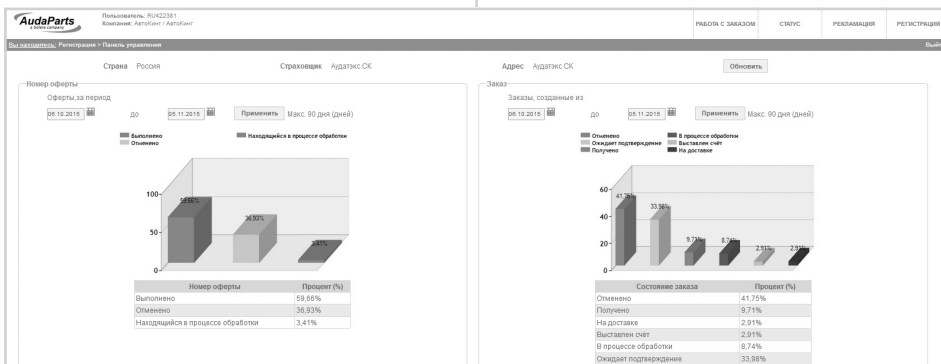 AudaParts
a Solera company
Пользователь: RU422381
Компания: АвтоКинг / АвтоКинг
РАБОТА С ЗАКАЗОМ
СТАТУС
РЕКЛАМАЦИЯ
РЕГИСТРАЦИЯ
Вы находитесь: Регистрация > Панель управления
Выйт
Страна Россия
Страховщик Аудатэкс СК
Адрес Аудатэкс СК
Обновить
Номер оферты
Оферты,за период
06.10.2015 до 05.11.2015 Применить Макс. 90 дня (дней)
Выполнено
Находящийся в процессе обработки
Отменено
100
50
0
59,66%
36,93%
3,41%
Номер оферты Процент (%)
Выполнено 59,66%
Отменено 36,93%
Находящийся в процессе обработки 3,41%
Заказ
Заказы, созданные из
06.10.2015 до 05.11.2015 Применить Макс. 90 дня (дней)
Отменено
В процессе обработки
Ожидает подтверждение
Выставлен счёт
Получено
На доставке
60
40
20
0
41,75%
33,98%
9,71%
8,74%
2,91%
2,91%
Состояние заказа Процент (%)
Отменено 41,75%
Получено 9,71%
На доставке 2,91%
Выставлен счёт 2,91%
В процессе обработки 8,74%
Ожидает подтверждение 33,98%